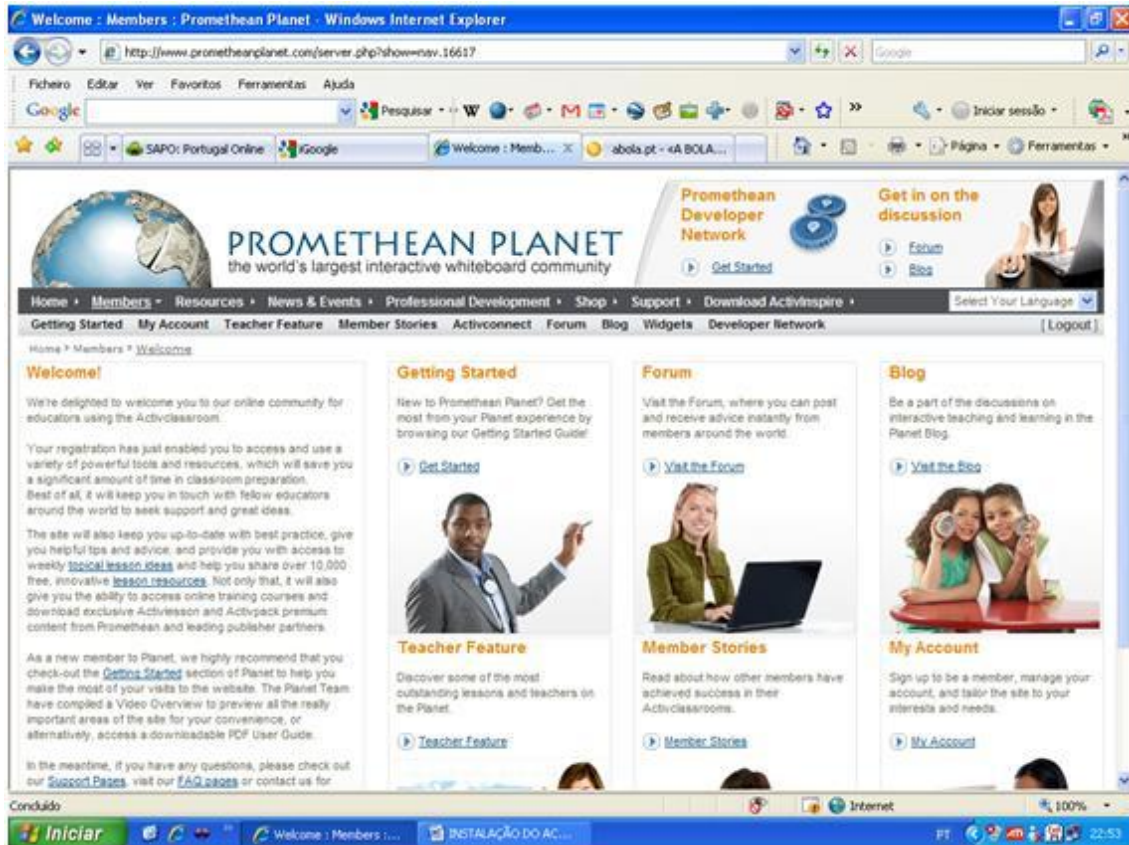 Welcome : Members : Promethean Planet - Windows Internet Explorer
http://www.prometheanplanet.com/server.php?show=nav.16617
Google
Ficheiro Editar Ver Favoritos Ferramentas Ajuda
Google Pesquisar W Iniciar sessão
SAPO: Portugal Online iGoogle Welcome : Memb... abola.pt - «A BOLA... Página Ferramentas
PROMETHEAN PLANET
the world's largest interactive whiteboard community
Promethean
Developer
Network
Get Started
Get in on the
discussion
Forum
Blog
Home Members Resources News & Events Professional Development Shop Support Download ActivInspire Select Your Language
Getting Started My Account Teacher Feature Member Stories Activconnect Forum Blog Widgets Developer Network [ Logout ]
Home Members Welcome
Welcome!
We're delighted to welcome you to our online community for
educators using the Activclassroom.
Your registration has just enabled you to access and use a
variety of powerful tools and resources, which will save you
a significant amount of time in classroom preparation.
Best of all, it will keep you in touch with fellow educators
around the world to seek support and great ideas.
The site will also keep you up-to-date with best practice, give
you helpful tips and advice, and provide you with access to
weekly topical lesson ideas and help you share over 10,000
free, innovative lesson resources. Not only that, it will also
give you the ability to access online training courses and
download exclusive Activlesson and Activpack premium
content from Promethean and leading publisher partners.
As a new member to Planet, we highly recommend that you
check-out the Getting Started section of Planet to help you
make the most of your visits to the website. The Planet Team
have compiled a Video Overview to preview all the really
important areas of the site for your convenience, or
alternatively, access a downloadable PDF User Guide.
In the meantime, if you have any questions, please check out
our Support Pages, visit our FAQ pages or contact us for
Getting Started
New to Promethean Planet? Get the
most from your Planet experience by
browsing our Getting Started Guide!
Get Started
Forum
Visit the Forum, where you can post
and receive advice instantly from
members around the world.
Visit the Forum
Blog
Be a part of the discussions on
interactive teaching and learning in the
Planet Blog.
Visit the Blog
Teacher Feature
Discover some of the most
outstanding lessons and teachers on
the Planet.
Teacher Feature
Member Stories
Read about how other members have
achieved success in their
Activclassrooms.
Member Stories
My Account
Sign up to be a member, manage your
account, and tailor the site to your
interests and needs.
My Account
Concluído Internet 100%
Iniciar Welcome : Members :... INSTALAÇÃO DO AC... PT 22:53